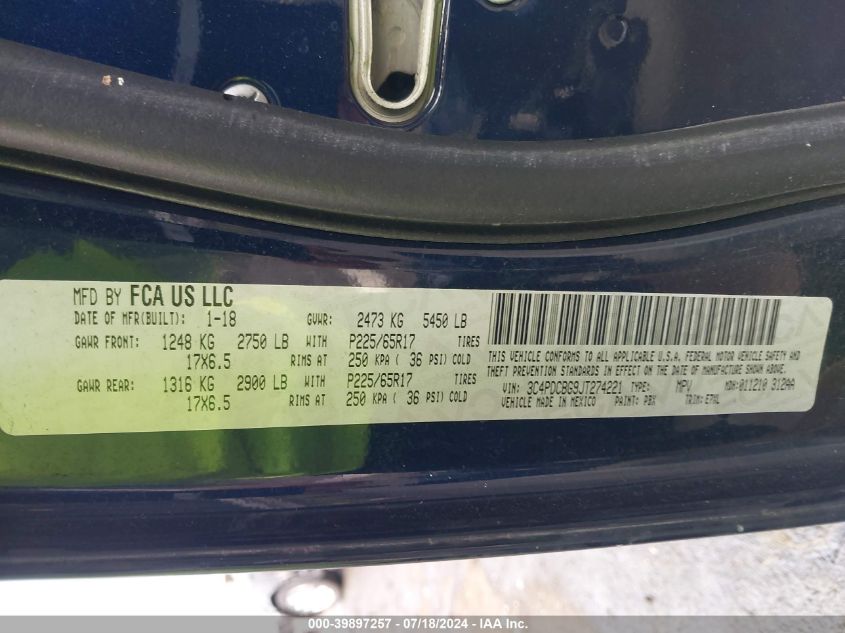 MFD BY FCA US LLC
DATE OF MFR(BUILT): 1-18 GVWR: 2473 KG 5450 LB
GAWR FRONT: 1248 KG 2750 LB WITH P225/65R17 TIRES
17X6.5 RIMS AT 250 KPA ( 36 PSI) COLD
GAWR REAR: 1316 KG 2900 LB WITH P225/65R17 TIRES
17X6.5 RIMS AT 250 KPA ( 36 PSI) COLD
THIS VEHICLE CONFORMS TO ALL APPLICABLE U.S.A. FEDERAL MOTOR VEHICLE SAFETY AND
THEFT PREVENTION STANDARDS IN EFFECT ON THE DATE OF MANUFACTURE SHOWN ABOVE.
VIN: 3C4PDCBG9JT274221 TYPE: MPV MDH: 011210 312AA
VEHICLE MADE IN MEXICO PAINT: PBX TRIM:
000-39897257 / 07/18/2024 - IAA Inc.